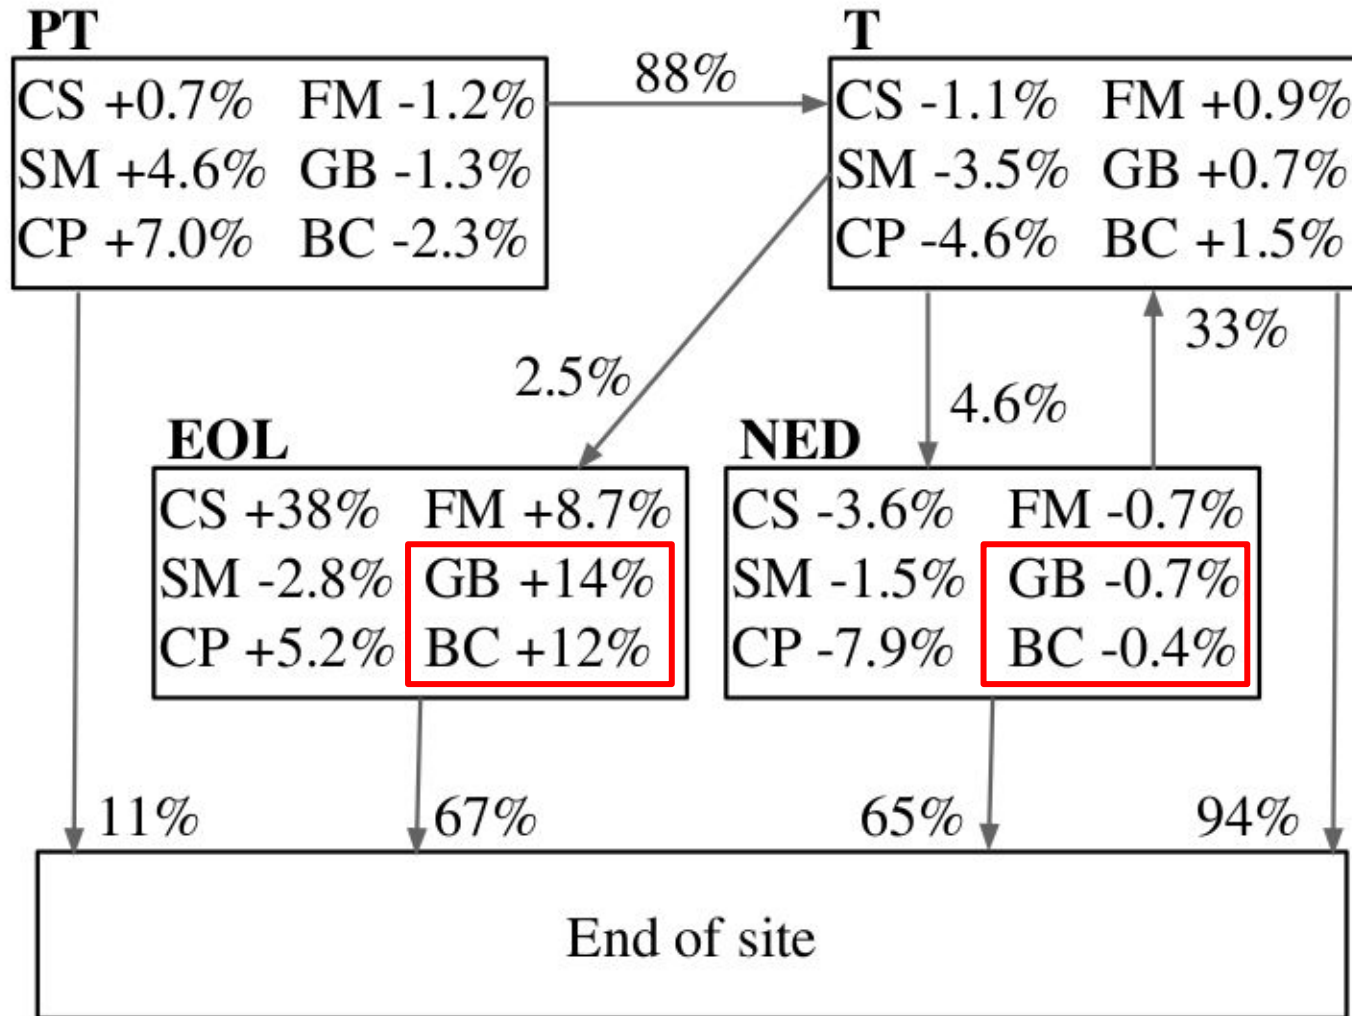 PT
CS +0.7% FM -1.2%
SM +4.6% GB -1.3%
CP +7.0% BC -2.3%
88%
T
CS -1.1% FM +0.9%
SM -3.5% GB +0.7%
CP -4.6% BC +1.5%
2.5%
4.6%
33%
EOL
CS +38% FM +8.7%
SM -2.8% GB +14%
CP +5.2% BC +12%
NED
CS -3.6% FM -0.7%
SM -1.5% GB -0.7%
CP -7.9% BC -0.4%
11%
67%
65%
94%
End of site